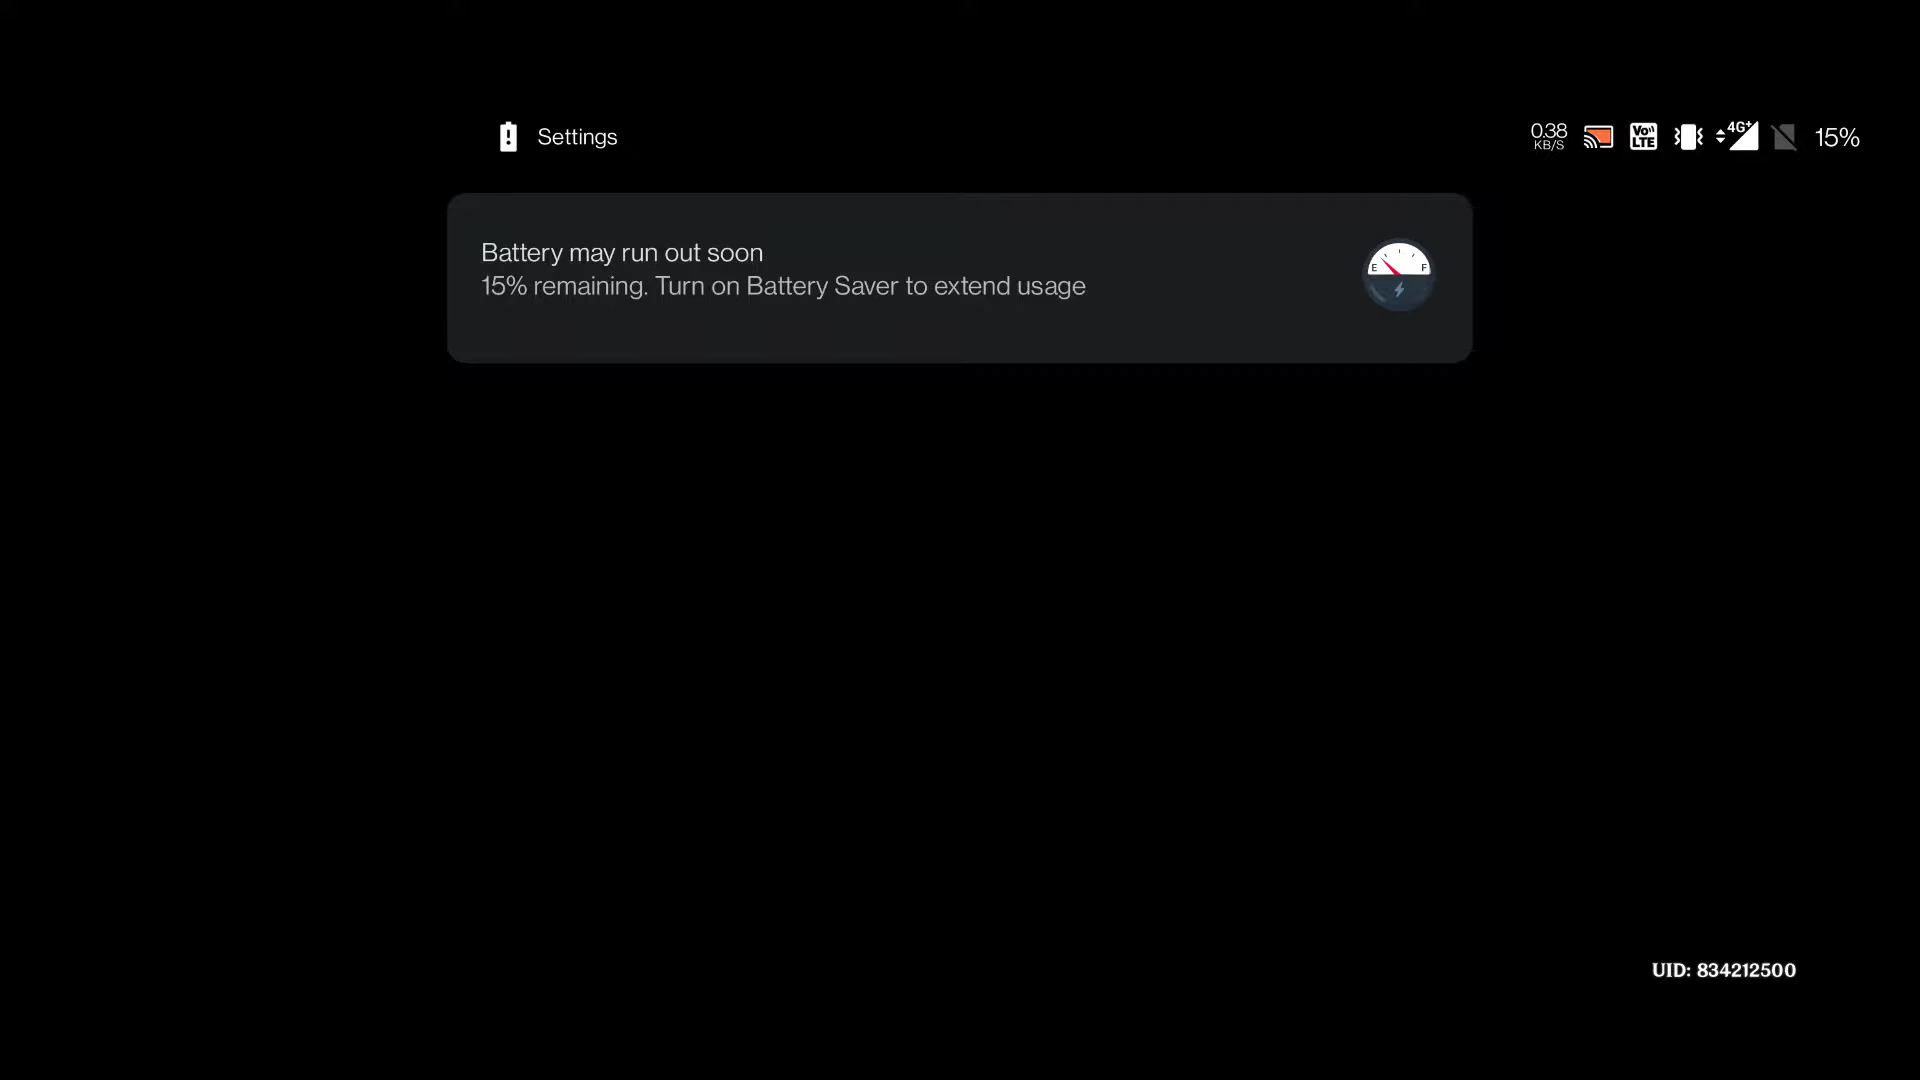 Settings
0.38
KB/S
Vo LTE
4G+
15%
Battery may run out soon
15% remaining. Turn on Battery Saver to extend usage
E F
UID: 834212500